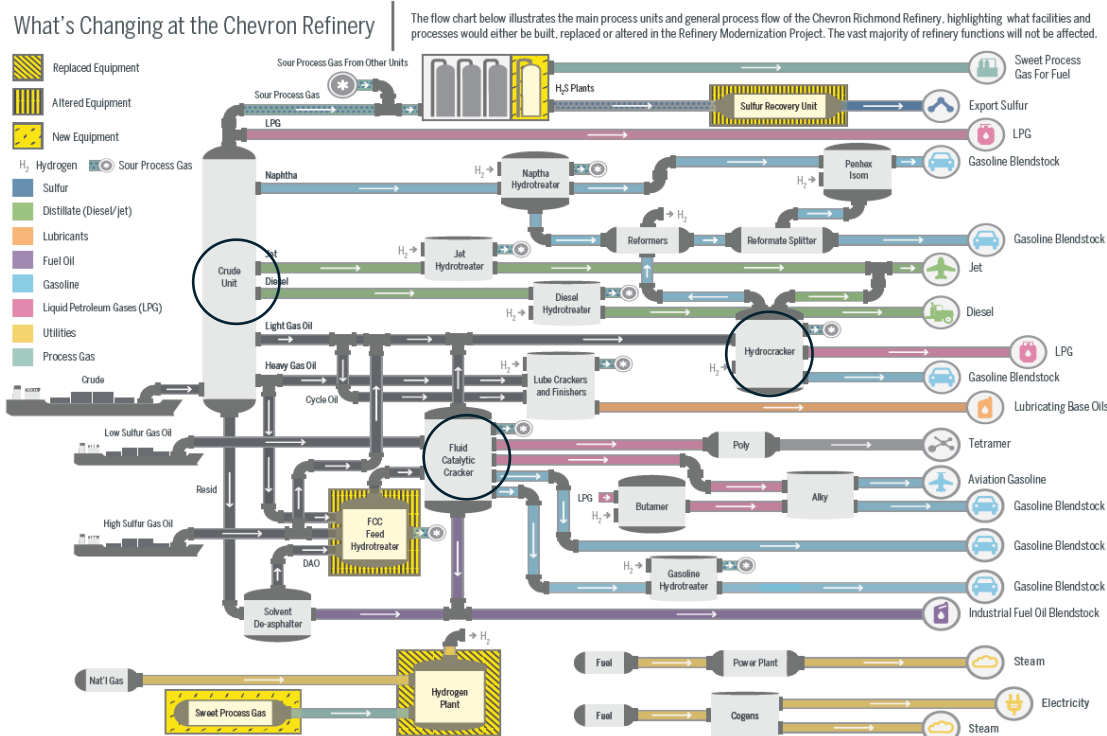 What's Changing at the Chevron Refinery
The flow chart below illustrates the main process units and general process flow of the Chevron Richmond Refinery, highlighting what facilities and
processes would either be built, replaced or altered in the Refinery Modernization Project. The vast majority of refinery functions will not be affected.
Replaced Equipment
Altered Equipment
New Equipment
H2 Hydrogen
Sour Process Gas
Sulfur
Distillate (Diesel/jet)
Lubricants
Fuel Oil
Gasoline
Liquid Petroleum Gases (LPG)
Utilities
Process Gas
Sour Process Gas From Other Units
Sour Process Gas
H2S Plants
Sweet Process
Gas For Fuel
Sulfur Recovery Unit
Export Sulfur
LPG
LPG
Naphtha
H2
Naptha
Hydrotreater
H2
Penhex
Isom
Gasoline Blendstock
H2
Reformers
Reformate Splitter
Gasoline Blendstock
Crude
Unit
Jet
H2
Jet
Hydrotreater
Jet
Diesel
H2
Diesel
Hydrotreater
Diesel
Light Gas Oil
Hydrocracker
H2
LPG
Gasoline Blendstock
Heavy Gas Oil
Cycle Oil
H2
Lube Crackers
and Finishers
Lubricating Base Oils
Crude
Low Sulfur Gas Oil
Fluid
Catalytic
Cracker
Poly
Tetramer
Resid
LPG
H2
Butamer
Alky
Aviation Gasoline
Gasoline Blendstock
High Sulfur Gas Oil
FCC
Feed
Hydrotreater
Gasoline Blendstock
DAO
H2
Gasoline
Hydrotreater
Gasoline Blendstock
Solvent
De-asphalter
Industrial Fuel Oil Blendstock
H2
Nat'l Gas
Sweet Process Gas
Hydrogen
Plant
Fuel
Power Plant
Steam
Fuel
Cogens
Electricity
Steam